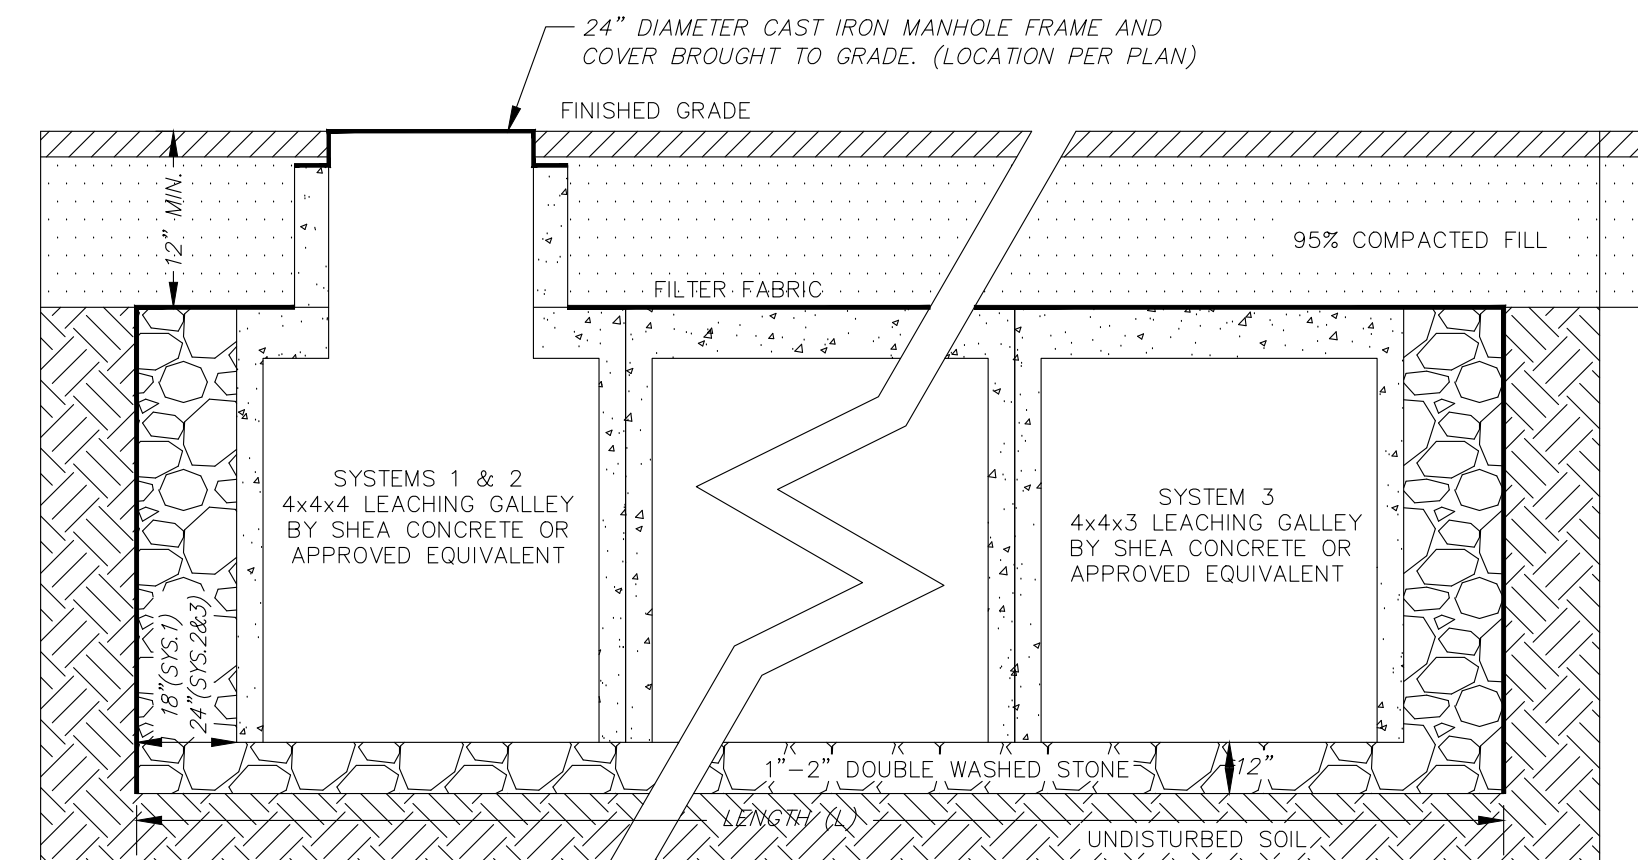 24” DIAMETER CAST IRON MANHOLE FRAME AND
COVER BROUGHT TO GRADE. (LOCATION PER PLAN)
FINISHED GRADE
12” MIN.
95% COMPACTED FILL
FILTER FABRIC
SYSTEMS 1 & 2
4x4x4 LEACHING GALLEY
BY SHEA CONCRETE OR
APPROVED EQUIVALENT
SYSTEM 3
4x4x3 LEACHING GALLEY
BY SHEA CONCRETE OR
APPROVED EQUIVALENT
18”(SYS.1)
24”(SYS.2&3)
1”-2” DOUBLE WASHED STONE
12”
LENGTH (L)
UNDISTURBED SOIL